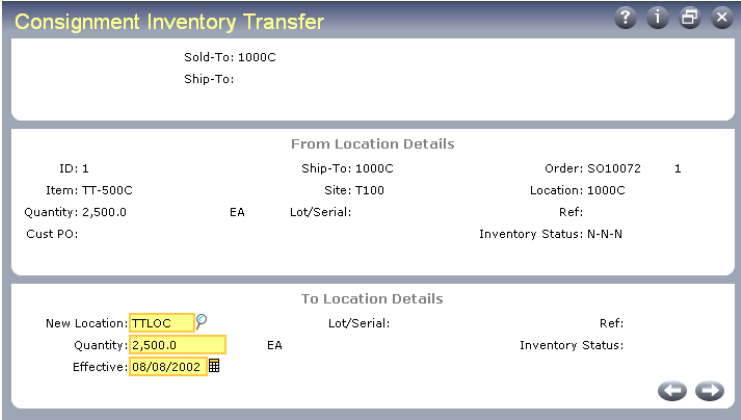 Consignment Inventory Transfer ? i
Sold-To: 1000C
Ship-To:
From Location Details
ID: 1 Ship-To: 1000C Order: SO10072 1
Item: TT-500C Site: T100 Location: 1000C
Quantity: 2,500.0 EA Lot/Serial: Ref:
Cust PO: Inventory Status: N-N-N
To Location Details
New Location: TTLOC Lot/Serial: Ref:
Quantity: 2,500.0 EA Inventory Status:
Effective: 08/08/2002